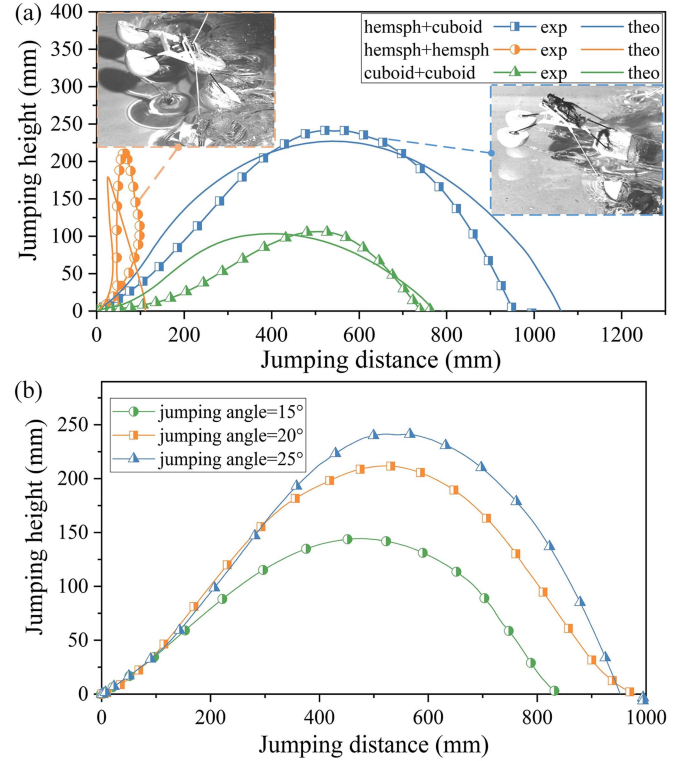 (a)
400
350
300
250
200
150
100
50
0
Jumping height (mm)
hemsph+cuboid exp theo
hemsph+hemsph exp theo
cuboid+cuboid exp theo
0 200 400 600 800 1000 1200
Jumping distance (mm)
(b)
250
200
150
100
50
0
Jumping height (mm)
jumping angle=15°
jumping angle=20°
jumping angle=25°
0 200 400 600 800 1000
Jumping distance (mm)